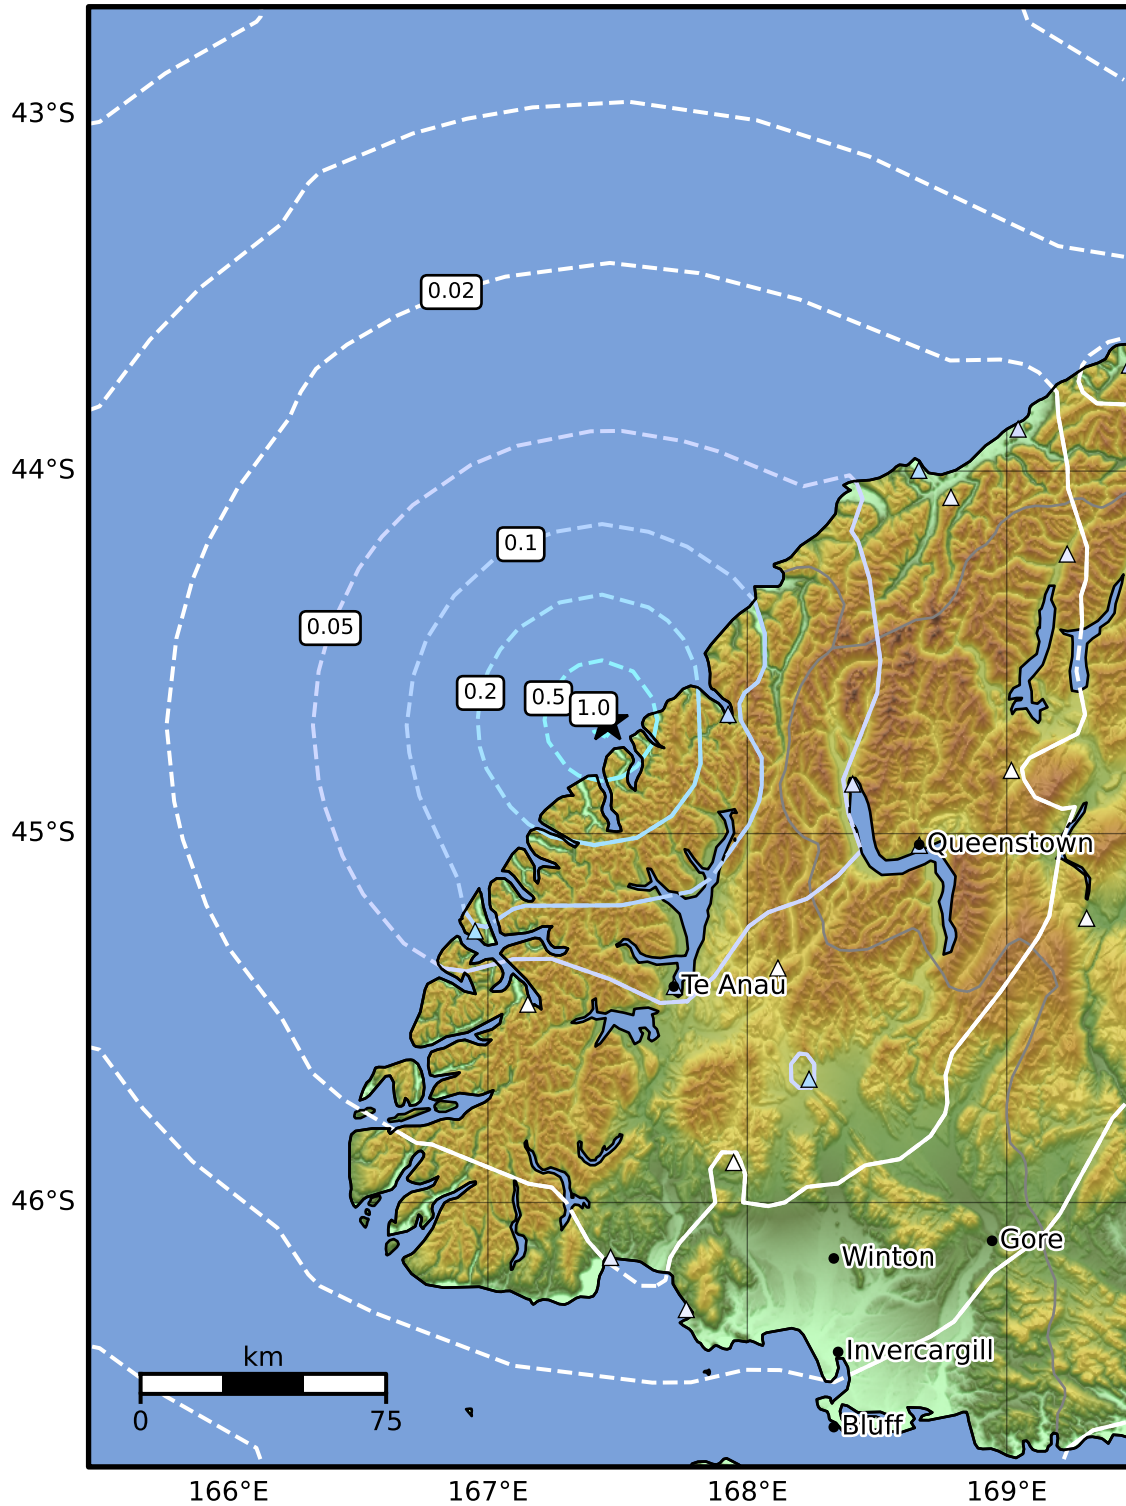 43°S
0.02
44°S
0.1
0.05
0.2
0.5
1.0
45°S
Queenstown
Te Anau
46°S
Gore
Winton
Invercargill
km
0
75
Bluff
166°E
167°E
168°E
169°E